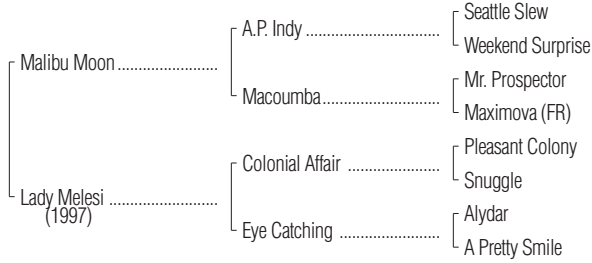 Seattle Slew
A.P. Indy
Weekend Surprise
Malibu Moon
Mr. Prospector
Macoumba
Maximova (FR)
Pleasant Colony
Colonial Affair
Snuggle
Lady Melesi
(1997)
Alydar
Eye Catching
A Pretty Smile